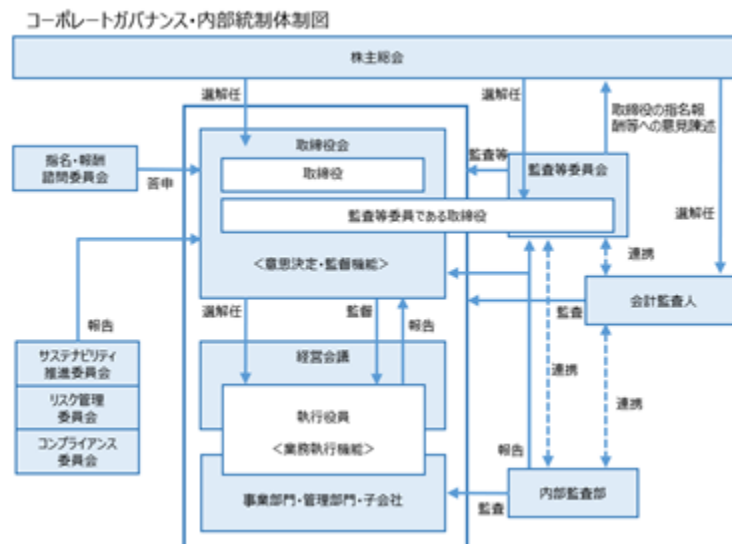 コーポレートガバナンス・内部統制体制図
株主総会
選解任
選解任
取締役の指名報
酬等への意見陳述
取締役会
取締役
監査等
監査等委員会
指名・報酬
諮問委員会
答申
監査等委員である取締役
選解任
<意思決定・監督機能>
連携
会計監査人
監査
選解任
監督
報告
報告
サステナビリティ
推進委員会
リスク管理
委員会
コンプライアンス
委員会
経営会議
執行役員
<業務執行機能>
連携
連携
報告
事業部門・管理部門・子会社
監査
内部監査部